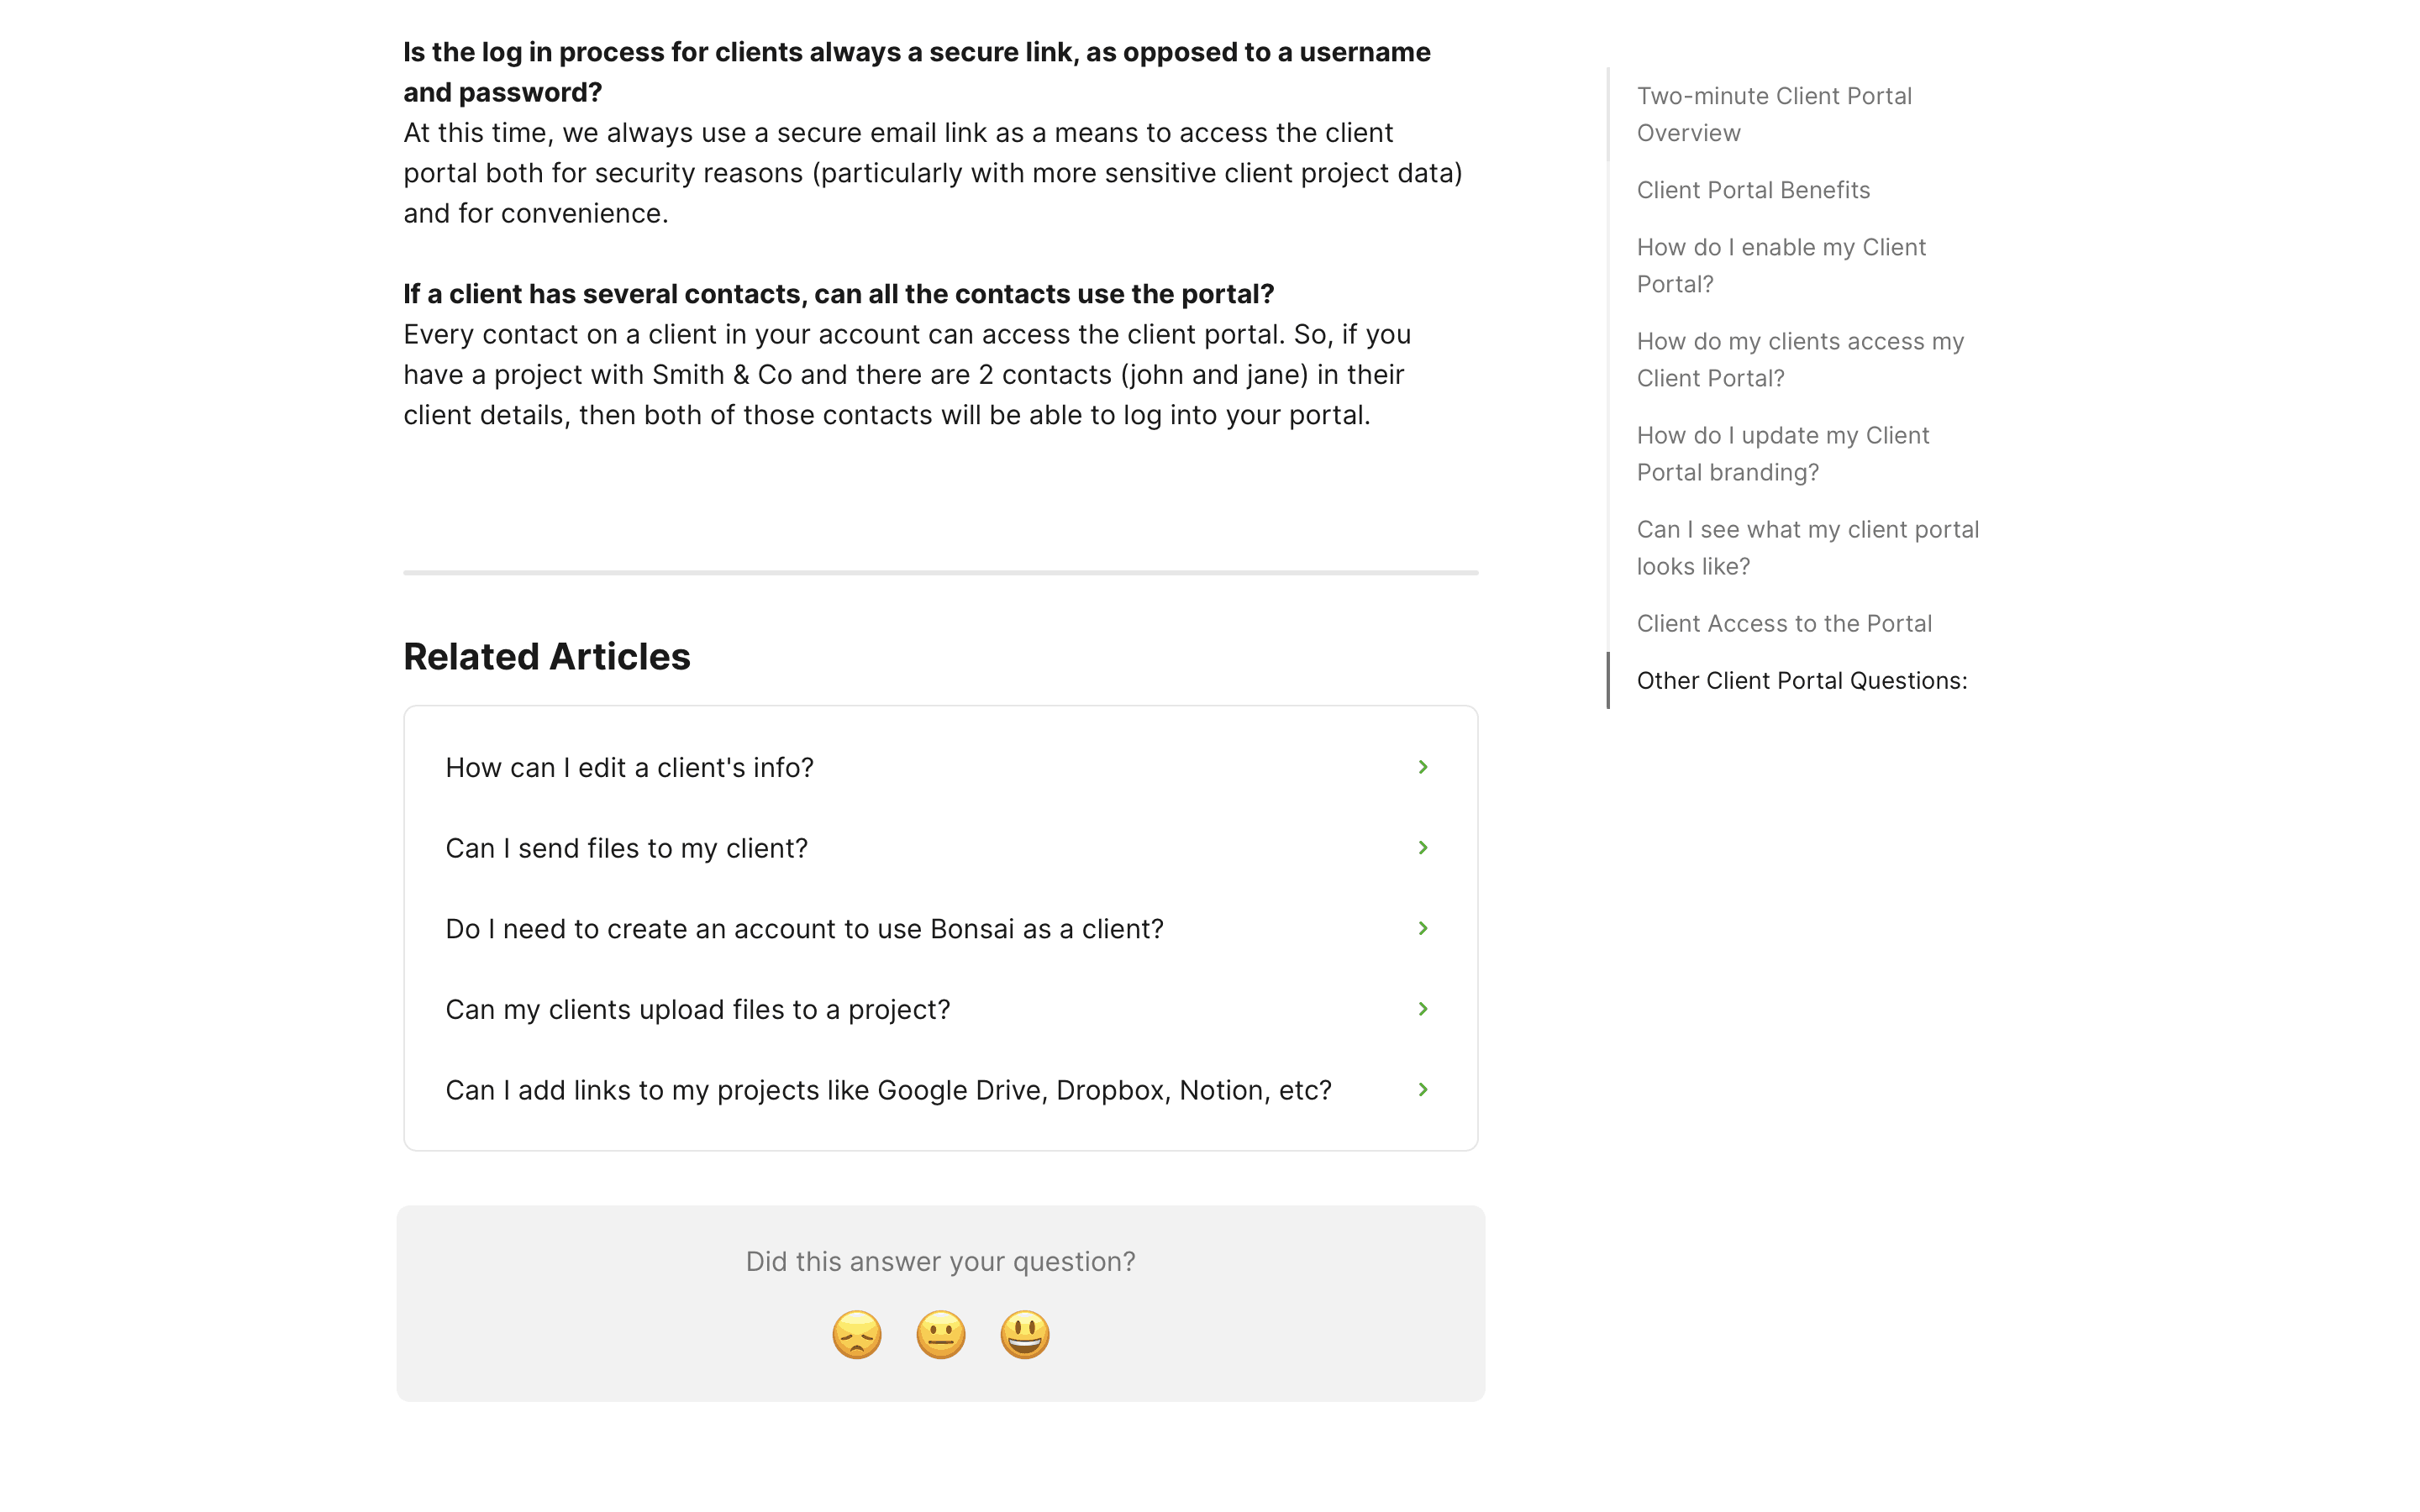 Is the log in process for clients always a secure link, as opposed to a username
and password?
At this time, we always use a secure email link as a means to access the client
portal both for security reasons (particularly with more sensitive client project data)
and for convenience.
If a client has several contacts, can all the contacts use the portal?
Every contact on a client in your account can access the client portal. So, if you
have a project with Smith & Co and there are 2 contacts (john and jane) in their
client details, then both of those contacts will be able to log into your portal.
Related Articles
How can I edit a client's info?
Can I send files to my client?
Do I need to create an account to use Bonsai as a client?
Can my clients upload files to a project?
Can I add links to my projects like Google Drive, Dropbox, Notion, etc?
Did this answer your question?
Two-minute Client Portal
Overview
Client Portal Benefits
How do I enable my Client
Portal?
How do my clients access my
Client Portal?
How do I update my Client
Portal branding?
Can I see what my client portal
looks like?
Client Access to the Portal
Other Client Portal Questions: